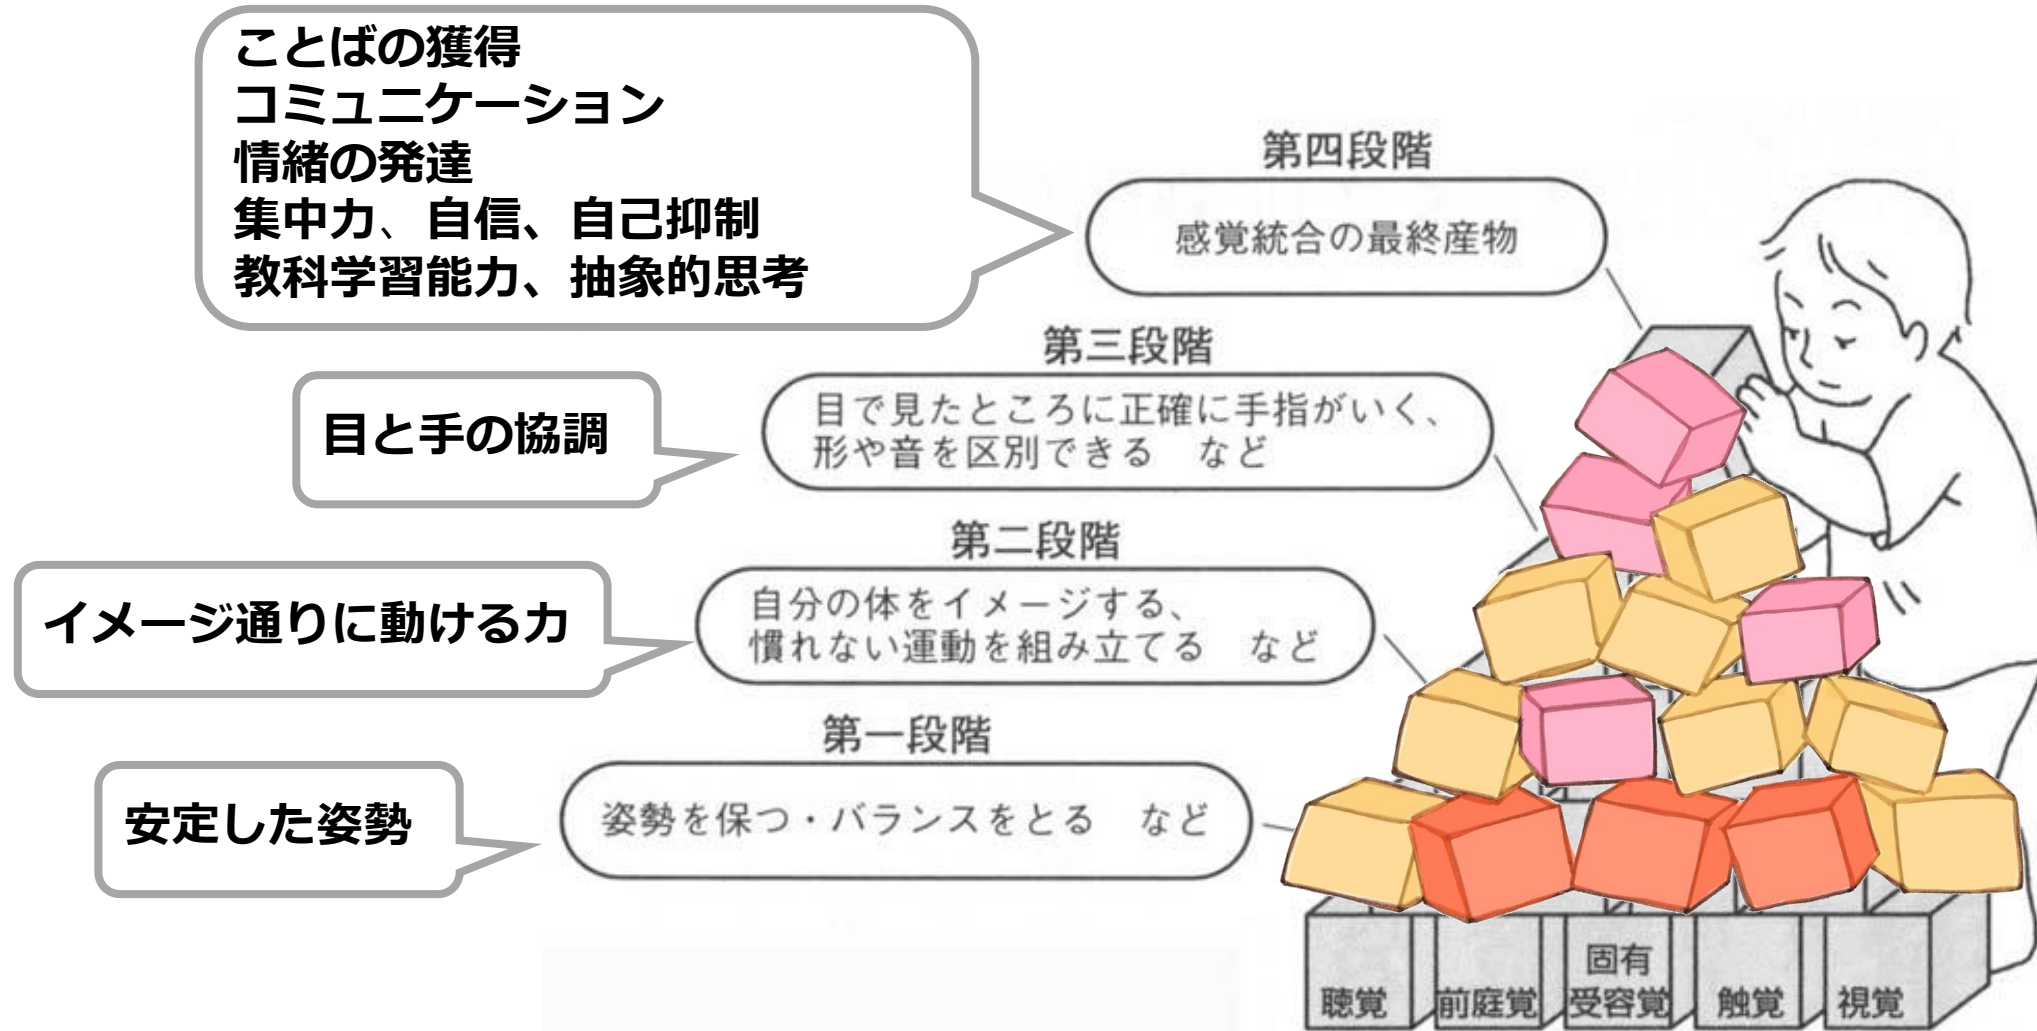 ことばの獲得
コミュニケーション
情緒の発達
集中力、自信、自己抑制
教科学習能力、抽象的思考
第四段階
感覚統合の最終産物
第三段階
目と手の協調
目で見たところに正確に手指がいく、
形や音を区別できる　など
第二段階
イメージ通りに動ける力
自分の体をイメージする、
慣れない運動を組み立てる　など
第一段階
安定した姿勢
姿勢を保つ・バランスをとる　など
聴覚
前庭覚
固有
受容覚
触覚
視覚